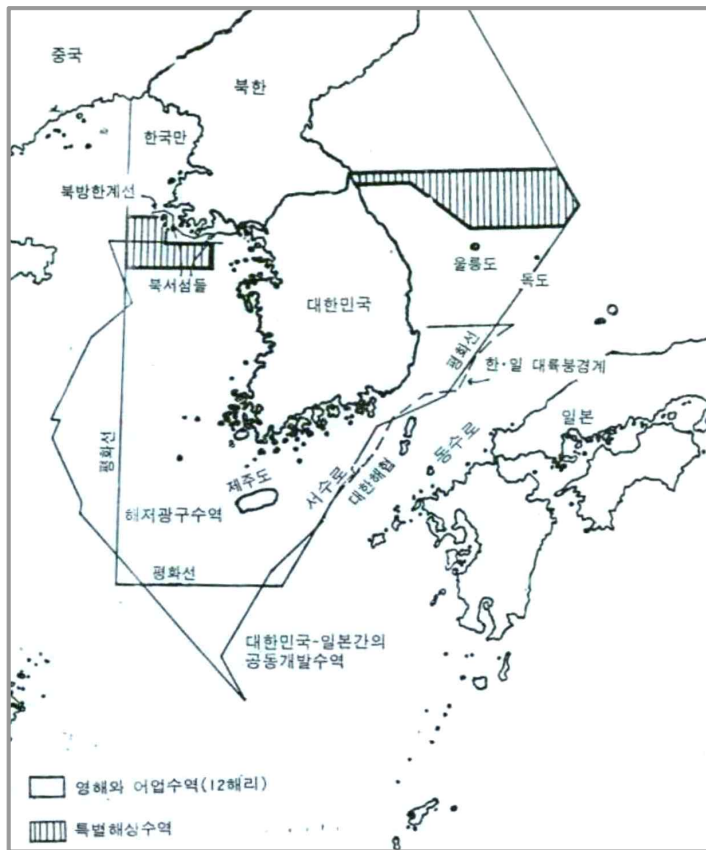 중국
북한
한국만
북방한계선
북서섬들
대한민국
울릉도
독도
평화선
한·일 대륙붕경계
일본
동수로
대한해협
서수로
제주도
평화선
해저광구수역
평화선
대한민국-일본간의
공동개발수역
영해와 어업수역(12해리)
특별해상수역